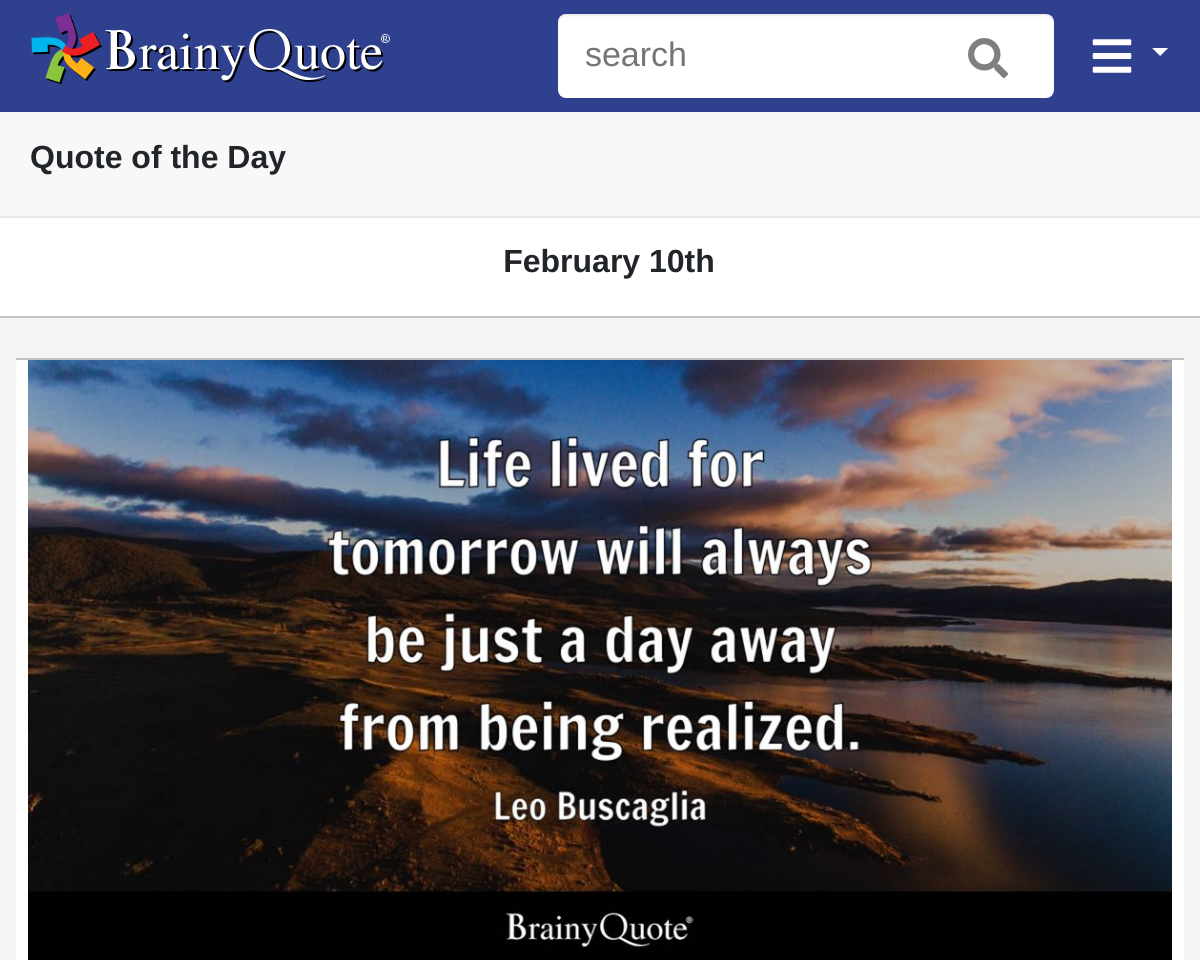 BrainyQuote®
search
Quote of the Day
February 10th
Life lived for
tomorrow will always
be just a day away
from being realized.
Leo Buscaglia
BrainyQuote®